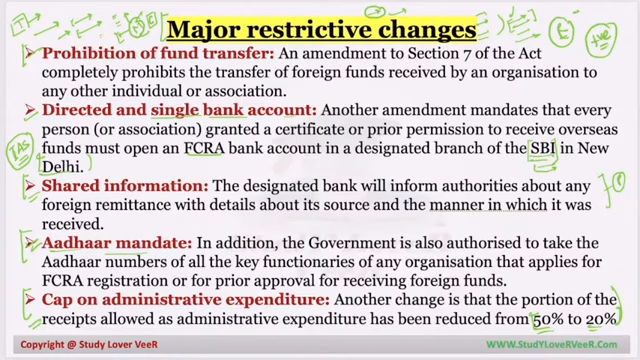 Major restrictive changes
➢ Prohibition of fund transfer: An amendment to Section 7 of the Act
completely prohibits the transfer of foreign funds received by an organisation to
any other individual or association.
➢ Directed and single bank account: Another amendment mandates that every
person (or association) granted a certificate or prior permission to receive overseas
funds must open an FCRA bank account in a designated branch of the SBI in New
Delhi.
IAS
➢ Shared information: The designated bank will inform authorities about any
foreign remittance with details about its source and the manner in which it was
received.
➢ Aadhaar mandate: In addition, the Government is also authorised to take the
Aadhaar numbers of all the key functionaries of any organisation that applies for
FCRA registration or for prior approval for receiving foreign funds.
➢ Cap on administrative expenditure: Another change is that the portion of the
receipts allowed as administrative expenditure has been reduced from 50% to 20%
Copyright @ Study Lover VeeR
WWW.StudyLoveRVeeR.COM